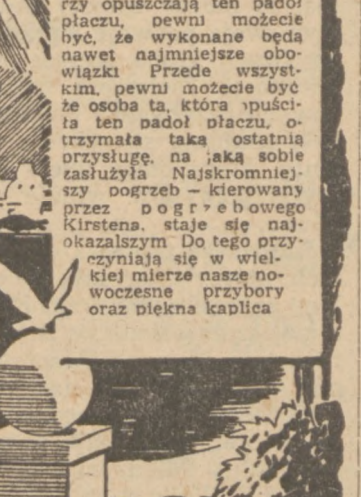 rzy opuszczają ten padoł
płaczu, pewni możecie
być, że wykonane będą
nawet najmniejsze obo-
wiązki Przede wszyst-
kim, pewni możecie być
że osoba ta, która opuści-
ła ten padoł płaczu, o-
trzymała taką ostatnią
przysługę, na jaką sobie
zasłużyła Najskromniej-
szy pogrzeb — kierowany
przez pogrzebowego
Kirstena, staje się naj-
okazalszym Do tego przy-
czyniają się w wiel-
kiej mierze nasze no-
woczesne przybory
oraz piękna kaplica